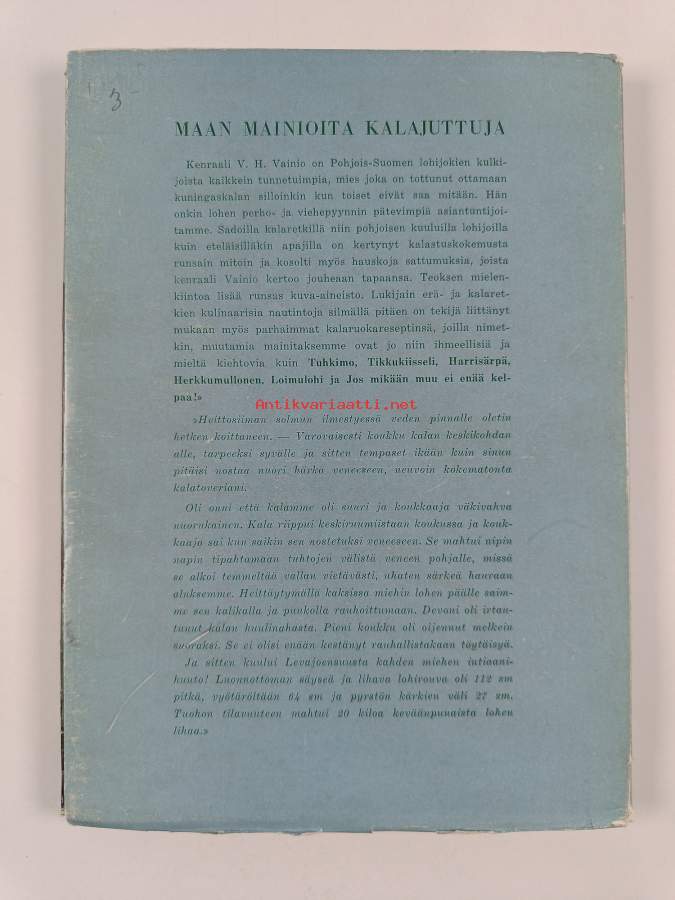 3
MAAN MAINIOITA KALAJUTTUJA
Kenraali V. H. Vainio on Pohjois-Suomen lohijokien kulki-
joista kaikkein tunnetuimpia, mies joka on tottunut ottamaan
kuningaskalan silloinkin kun toiset eivät saa mitään. Hän
onkin lohen perho- ja viehepyynnin pätevimpiä asiantuntijoi-
tamme. Sadoilla kalaretkillä niin pohjoisen kuuluilla lohijoilla
kuin eteläisilläkin apajilla on kertynyt kalastuskokemusta
runsain mitoin ja kosolti myös hauskoja sattumuksia, joista
kenraali Vainio kertoo jouheaan tapaansa. Teoksen mielen-
kiintoa lisää runsas kuva-aineisto. Lukijain erä- ja kalaret-
kien kulinaarisia nautintoja silmällä pitäen on tekijä liittänyt
mukaan myös parhaimmat kalaruokareseptinsä, joilla nimet-
kin, muutamia mainitaksemme ovat jo niin ihmeellisiä ja
mieltä kiehtovia kuin Tuhkimo, Tikkukiisseli, Harrisärpä,
Herkkumullonen, Loimulohi ja Jos mikään muu ei enää kel-
paa!»
Antikvariaatti.net
»Heittosiiman solmun ilmestyessä veden pinnalle oletin
hetken koittaneen. — Varovaisesti koukku kalan keskikohdan
alle, tarpeeksi syvälle ja sitten tempaset ikään kuin sinun
pitäisi nostaa nuori härkä veneeseen, neuvoin kokematonta
kalatoveriani.
Oli onni että kalamme oli suuri ja koukkaaja väkivahva
nuorukainen. Kala riippui keskiruumiistaan koukussa ja kouk-
kaaja sai kun saikin sen nostetuksi veneeseen. Se mahtui nipin
napin tipahtamaan tuhtojen välistä veneen pohjalle, missä
se alkoi temmeltää vallan vietävästi, uhaten särkeä hauraan
aluksemme. Heittäytymällä kaksissa miehin lohen päälle saim-
me sen kalikalla ja puukolla rauhoittumaan. Devoni oli irtau-
tunut kalan huulinahasta. Pieni koukku oli oijennut melkein
suoraksi. Se ei olisi enään kestänyt rauhallistakaan töytäisyä.
Ja sitten kuului Levajoensuusta kahden miehen intiaani-
huuto! Luonnottoman säyseä ja lihava lohirouva oli 112 sm
pitkä, vyötäröltään 64 sm ja pyrstön kärkien väli 27 sm.
Tuohon tilavuuteen mahtui 20 kiloa keväänpunaista lohen
lihaa.»